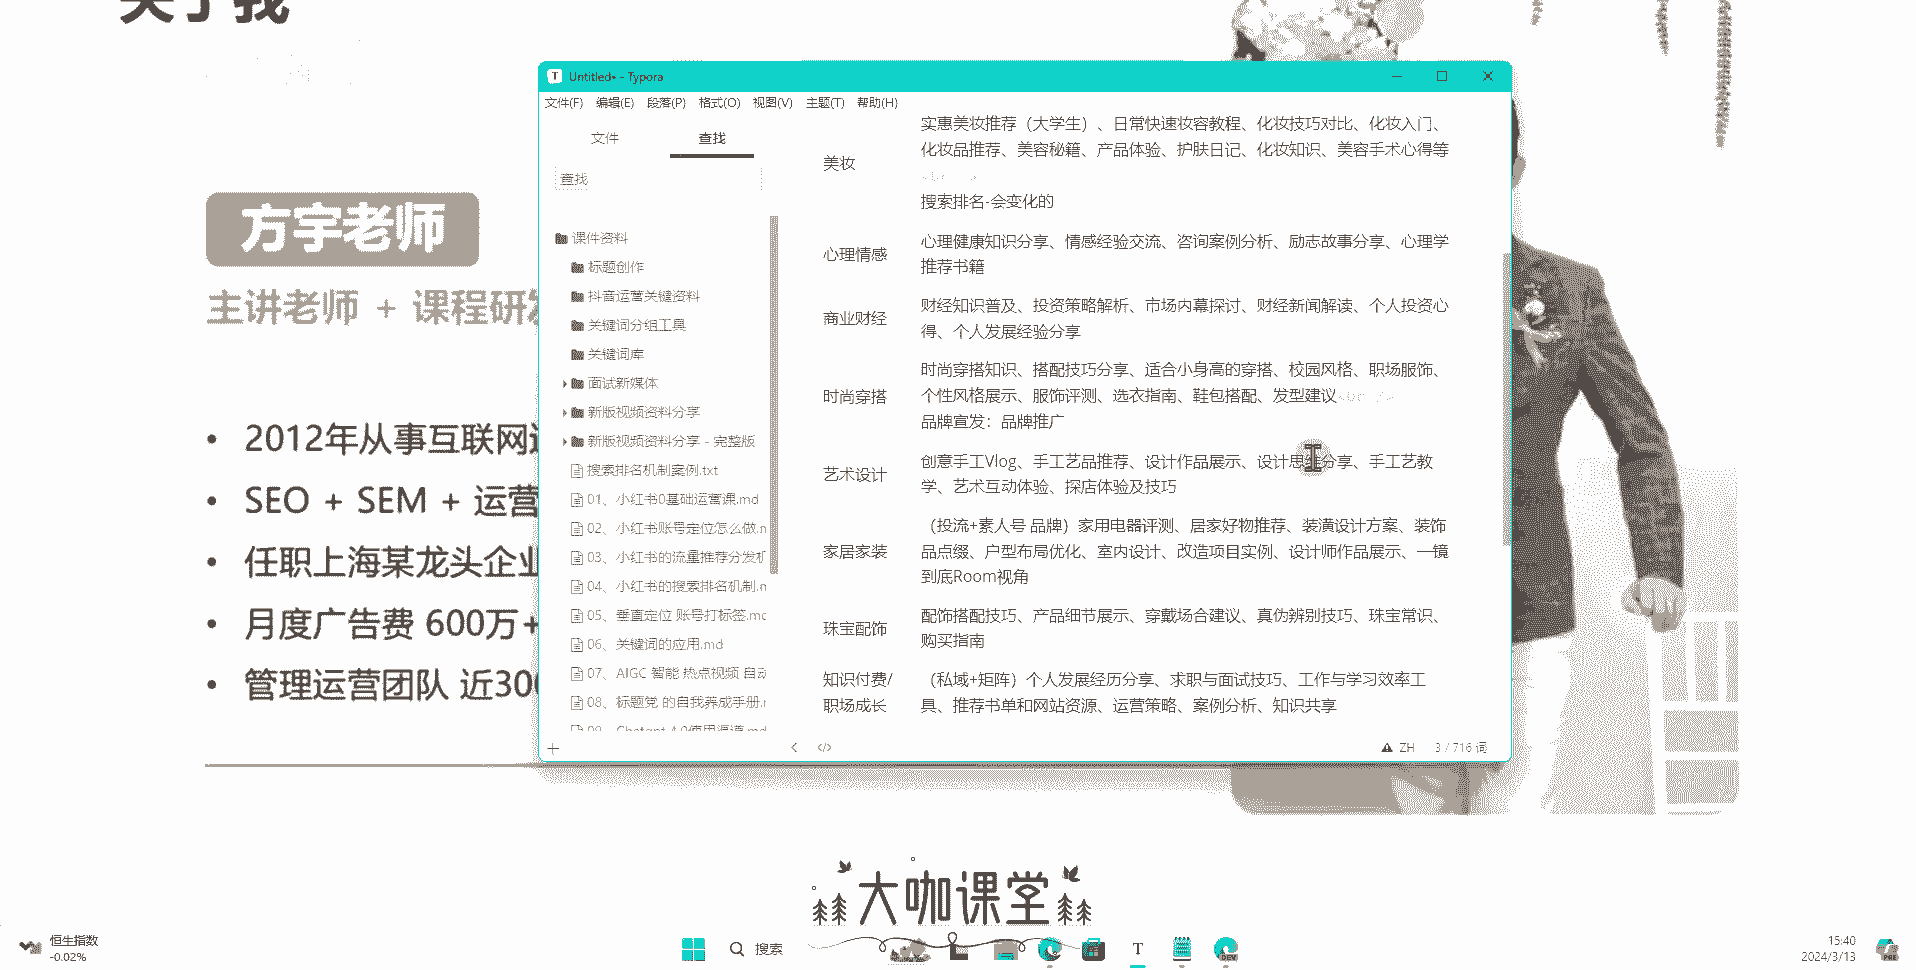 关于我
方宇老师
主讲老师 + 课程研发
• 2012年从事互联网
• SEO + SEM + 运营
• 任职上海某龙头企业
• 月度广告费 600万+
• 管理运营团队 近300
Untitled• - Typora
文件(F) 编辑(E) 段落(P) 格式(O) 视图(V) 主题(T) 帮助(H)
文件 查找
查找
课件资料
标题创作
抖音运营关键资料
关键词分组工具
关键词库
面试新媒体
新版视频资料分享
新版视频资料分享 - 完整版
搜索排名机制案例.txt
01、小红书0基础运营课.md
02、小红书账号定位怎么做.m
03、小红书的流量推荐分发机
04、小红书的搜索排名机制.m
05、垂直定位 账号打标签.mc
06、关键词的应用.md
07、AIGC 智能 热点视频 自动
08、标题党 的自我养成手册.r
09、Chatgpt 4.0使用渠道.md
美妆
实惠美妆推荐（大学生）、日常快速妆容教程、化妆技巧对比、化妆入门、
化妆品推荐、美容秘籍、产品体验、护肤日记、化妆知识、美容手术心得等
搜索排名-会变化的
心理情感
心理健康知识分享、情感经验交流、咨询案例分析、励志故事分享、心理学
推荐书籍
商业财经
财经知识普及、投资策略解析、市场内幕探讨、财经新闻解读、个人投资心
得、个人发展经验分享
时尚穿搭
时尚穿搭知识、搭配技巧分享、适合小身高的穿搭、校园风格、职场服饰、
个性风格展示、服饰评测、选衣指南、鞋包搭配、发型建议
品牌宣发：品牌推广
艺术设计
创意手工Vlog、手工艺品推荐、设计作品展示、设计思维分享、手工艺教
学、艺术互动体验、探店体验及技巧
家居家装
（投流+素人号 品牌）家用电器评测、居家好物推荐、装潢设计方案、装饰
品点缀、户型布局优化、室内设计、改造项目实例、设计师作品展示、一镜
到底Room视角
珠宝配饰
配饰搭配技巧、产品细节展示、穿戴场合建议、真伪辨别技巧、珠宝常识、
购买指南
知识付费/
职场成长
（私域+矩阵）个人发展经历分享、求职与面试技巧、工作与学习效率工
具、推荐书单和网站资源、运营策略、案例分析、知识共享
ZH 3 / 716 词
大咖课堂
恒生指数
-0.02%
搜索
T
DEV
15:40
2024/3/13
PRE